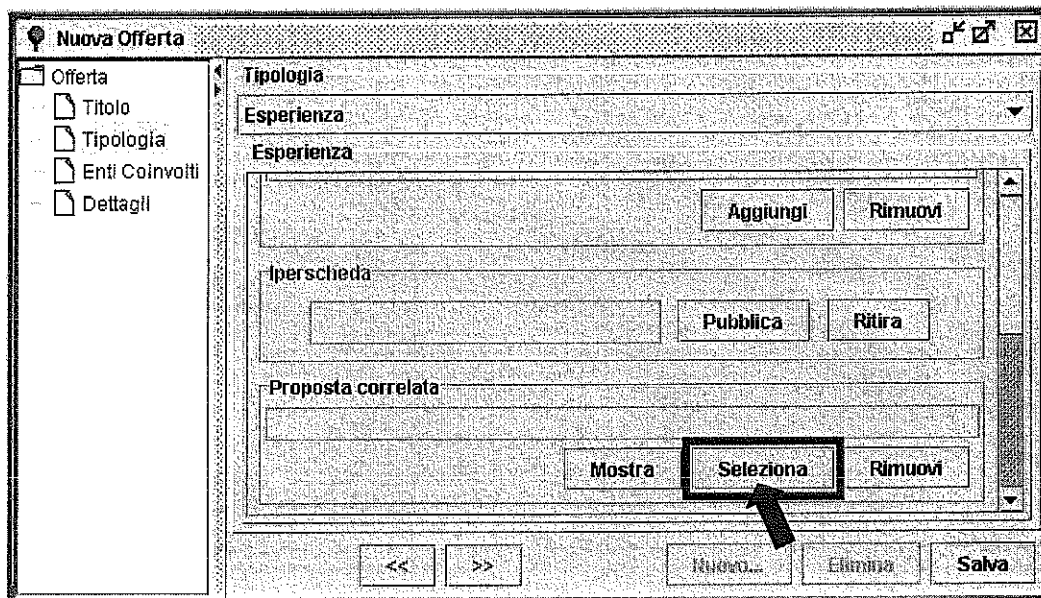 Nuova Offerta
Offerta
Titolo
Tipologia
Enti Coinvolti
Dettagli
Tipologia
Esperienza
Esperienza
Aggiungi Rimuovi
Iperscheda
Pubblica Ritira
Proposta correlata
Mostra Seleziona Rimuovi
<< >> Nuovo... Elimina Salva